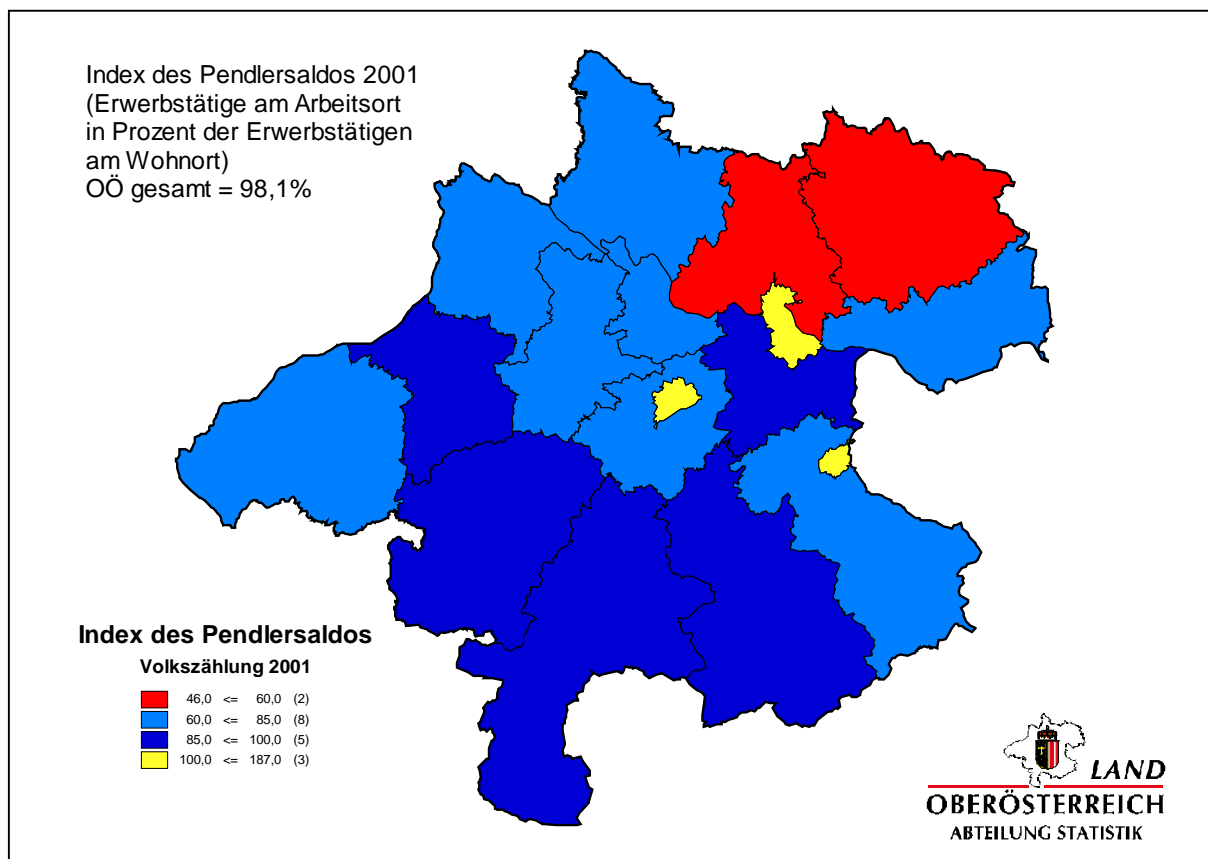 Index des Pendlersaldos 2001
(Erwerbstätige am Arbeitsort
in Prozent der Erwerbstätigen
am Wohnort)
OÖ gesamt = 98,1%
Index des Pendlersaldos
Volkszählung 2001
46,0 <= 60,0 (2)
60,0 <= 85,0 (8)
85,0 <= 100,0 (5)
100,0 <= 187,0 (3)
LAND
OBERÖSTERREICH
ABTEILUNG STATISTIK